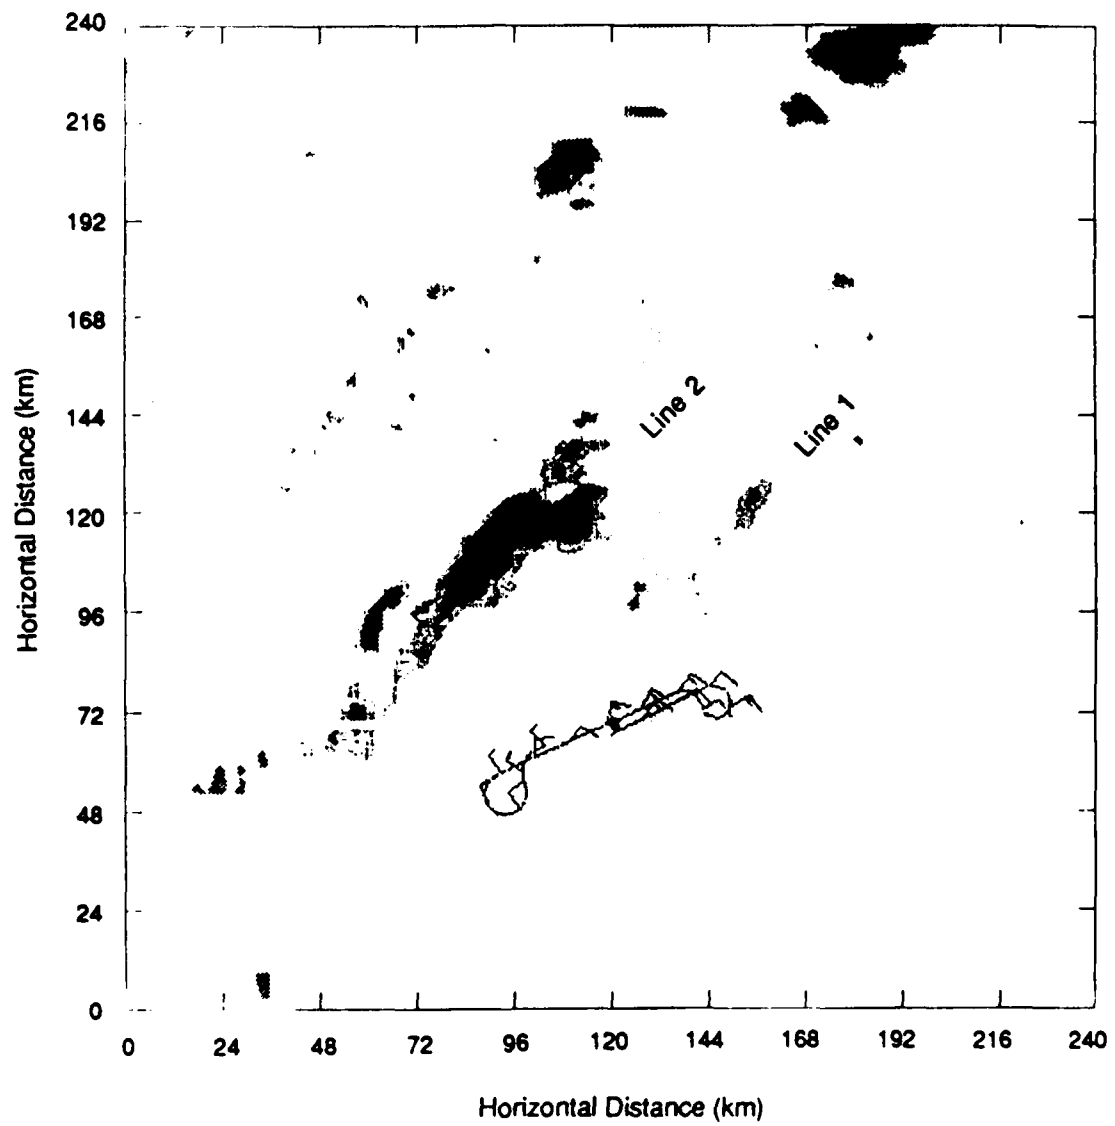 240
216
192
168
144
120
96
72
48
24
0
Horizontal Distance (km)
Line 2
Line 1
0 24 48 72 96 120 144 168 192 216 240
Horizontal Distance (km)